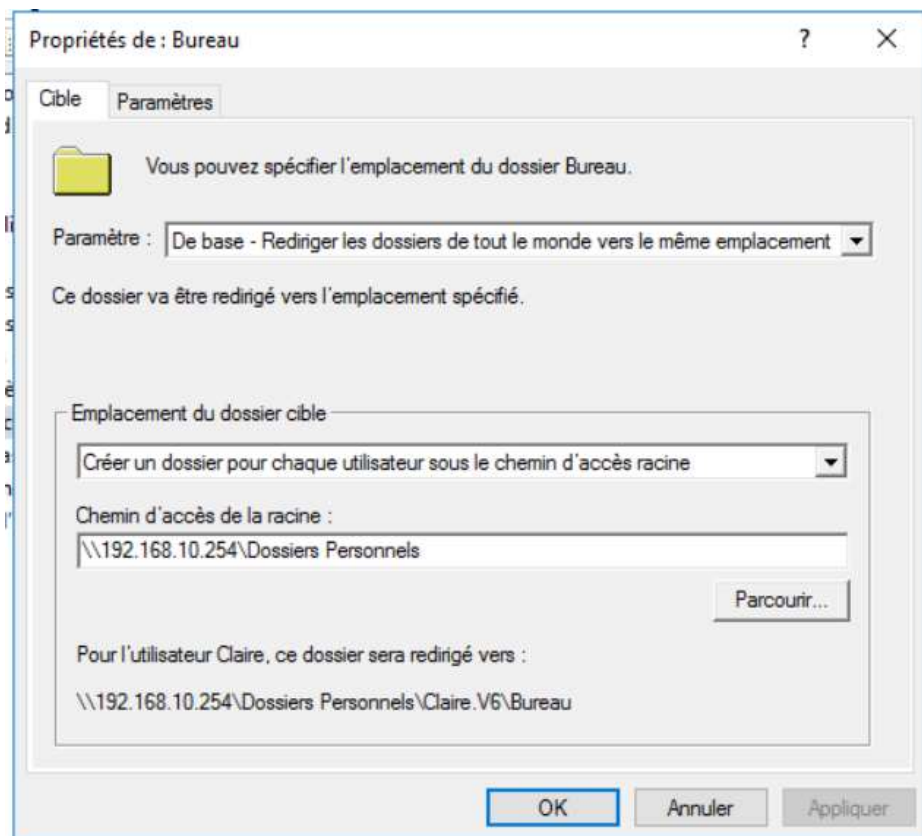 Propriétés de : Bureau
?
Cible
Paramètres
Vous pouvez spécifier l'emplacement du dossier Bureau.
Paramètre :
De base - Rediriger les dossiers de tout le monde vers le même emplacement
Ce dossier va être redirigé vers l'emplacement spécifié.
Emplacement du dossier cible
Créer un dossier pour chaque utilisateur sous le chemin d'accès racine
Chemin d'accès de la racine :
\\192.168.10.254\Dossiers Personnels
Parcourir...
Pour l'utilisateur Claire, ce dossier sera redirigé vers :
\\192.168.10.254\Dossiers Personnels\Claire.V6\Bureau
OK
Annuler
Appliquer